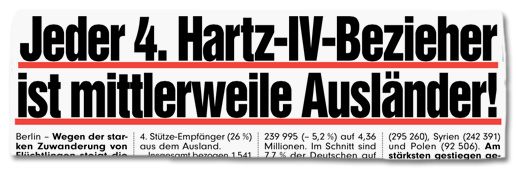 Jeder 4. Hartz-IV-Bezieher
ist mittlerweile Ausländer!
Berlin – Wegen der star-
ken Zuwanderung von
Flüchtlingen steigt die
4. Stütze-Empfänger (26 %)
aus dem Ausland.
Insgesamt bezogen 1 541
239 995 (– 5,2 %) auf 4,36
Millionen. Im Schnitt sind
7,7 % der Deutschen auf
(295 260), Syrien (242 391)
und Polen (92 506). Am
stärksten gestiegen ge-